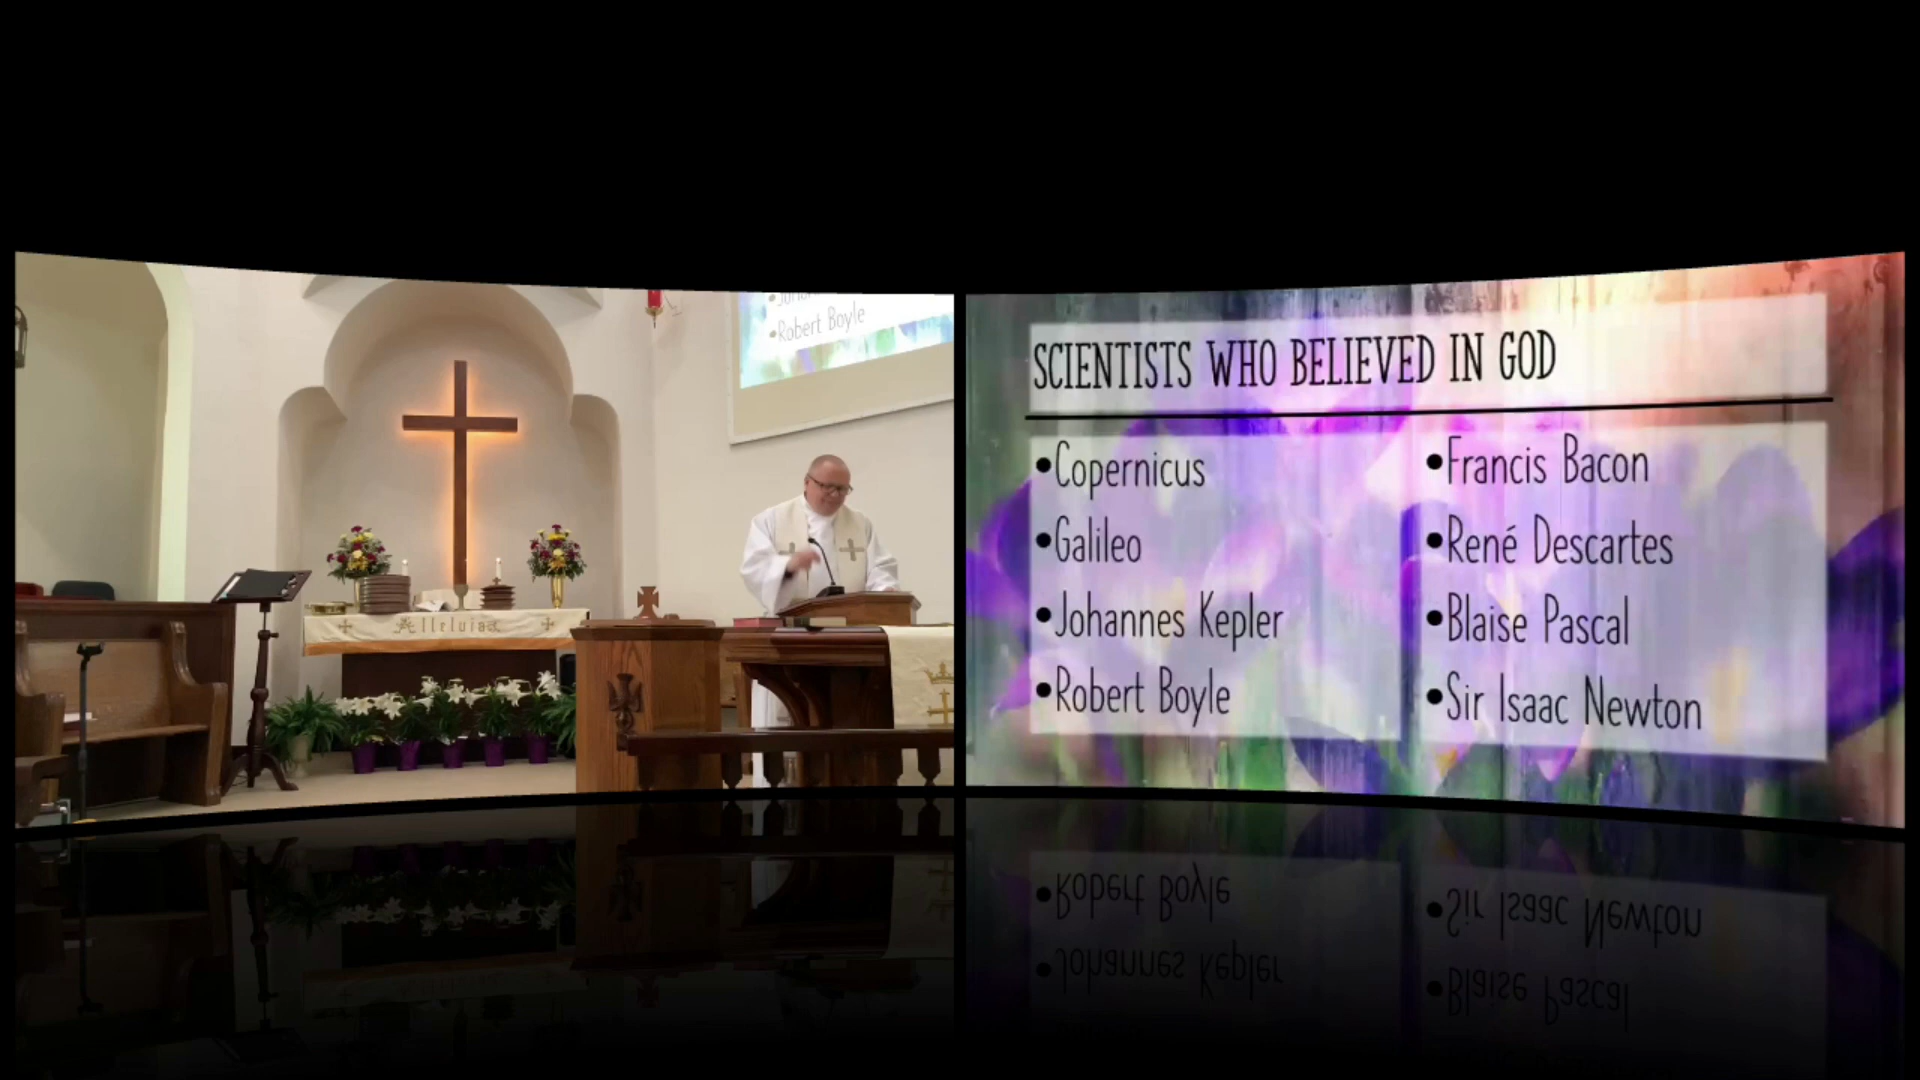 Joha
•Robert Boyle
Alleluia
SCIENTISTS WHO BELIEVED IN GOD
•Copernicus
•Galileo
•Johannes Kepler
•Robert Boyle
•Francis Bacon
•René Descartes
•Blaise Pascal
•Sir Isaac Newton